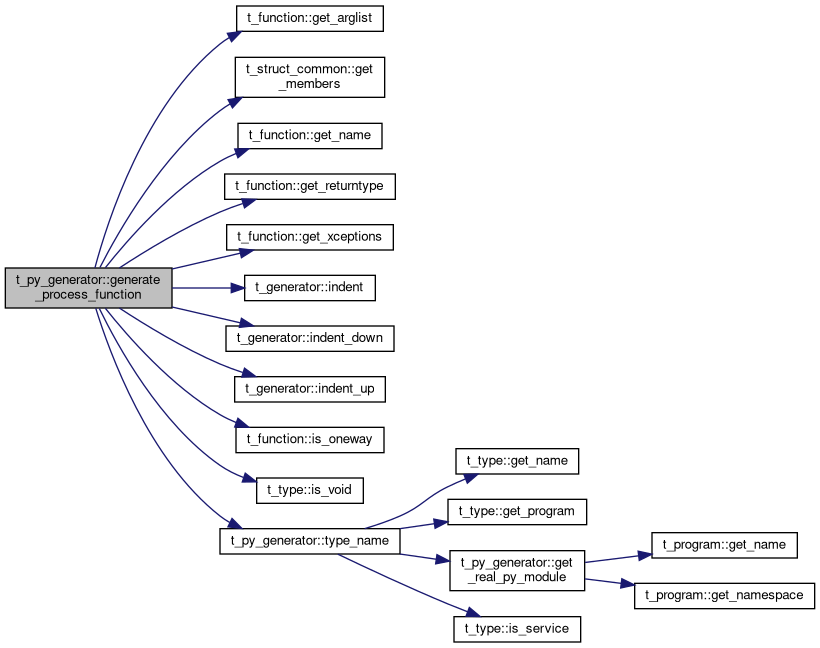 t_py_generator::generate
_process_function
t_function::get_arglist
t_struct_common::get
_members
t_function::get_name
t_function::get_returntype
t_function::get_xceptions
t_generator::indent
t_generator::indent_down
t_generator::indent_up
t_function::is_oneway
t_type::is_void
t_py_generator::type_name
t_type::get_name
t_type::get_program
t_py_generator::get
_real_py_module
t_type::is_service
t_program::get_name
t_program::get_namespace